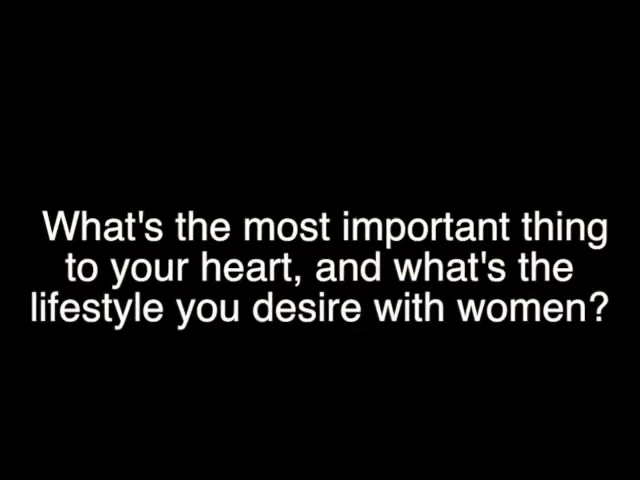 What's the most important thing
to your heart, and what's the
lifestyle you desire with women?